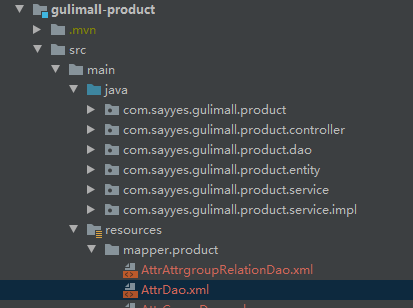 gulimall-product
.mvn
src
main
java
com.sayyes.gulimall.product
com.sayyes.gulimall.product.controller
com.sayyes.gulimall.product.dao
com.sayyes.gulimall.product.entity
com.sayyes.gulimall.product.service
com.sayyes.gulimall.product.service.impl
resources
mapper.product
AttrAttrgroupRelationDao.xml
AttrDao.xml